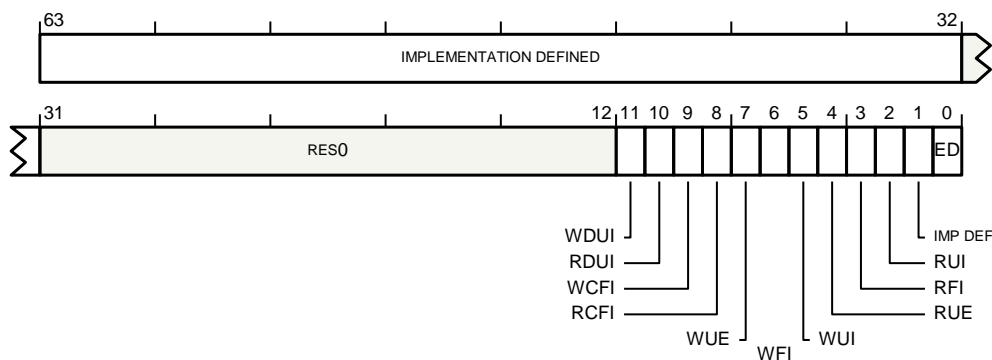 63 32
IMPLEMENTATION DEFINED
31 12 11 10 9 8 7 6 5 4 3 2 1 0
RES0 ED
WDUI IMP DEF
RDUI RUI
WCFI RFI
RCFI RUE
WUE WUI
WFI